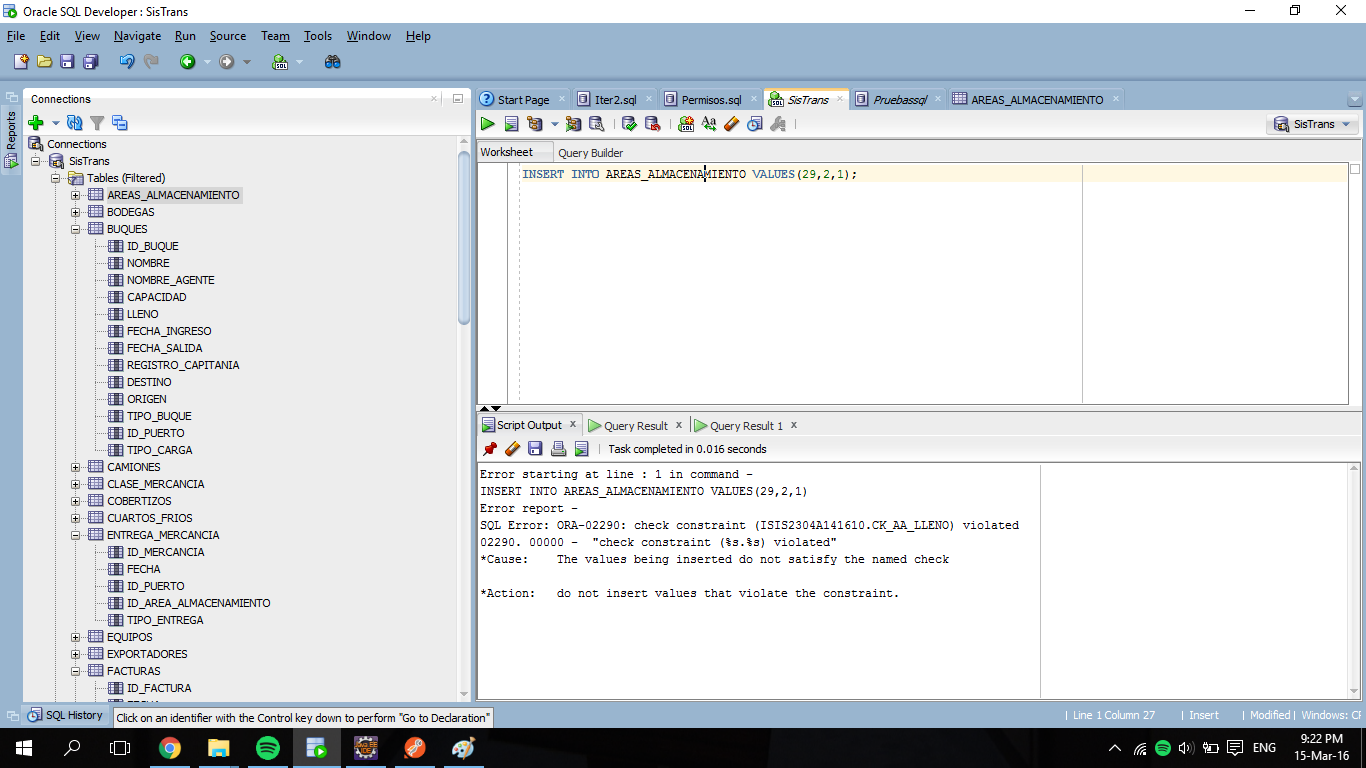 Oracle SQL Developer : SisTrans
File Edit View Navigate Run Source Team Tools Window Help
Reports
Connections
Connections
SisTrans
Tables (Filtered)
AREAS_ALMACENAMIENTO
BODEGAS
BUQUES
ID_BUQUE
NOMBRE
NOMBRE_AGENTE
CAPACIDAD
LLENO
FECHA_INGRESO
FECHA_SALIDA
REGISTRO_CAPITANIA
DESTINO
ORIGEN
TIPO_BUQUE
ID_PUERTO
TIPO_CARGA
CAMIONES
CLASE_MERCANCIA
COBERTIZOS
CUARTOS_FRIOS
ENTREGA_MERCANCIA
ID_MERCANCIA
FECHA
ID_PUERTO
ID_AREA_ALMACENAMIENTO
TIPO_ENTREGA
EQUIPOS
EXPORTADORES
FACTURAS
ID_FACTURA
Start Page Iter2.sql Permisos.sql SisTrans Pruebassql AREAS_ALMACENAMIENTO
SisTrans
Worksheet Query Builder
INSERT INTO AREAS_ALMACENAMIENTO VALUES(29,2,1);
Script Output Query Result Query Result 1
Task completed in 0.016 seconds
Error starting at line : 1 in command -
INSERT INTO AREAS_ALMACENAMIENTO VALUES(29,2,1)
Error report -
SQL Error: ORA-02290: check constraint (ISIS2304A141610.CK_AA_LLENO) violated
02290. 00000 - "check constraint (%s.%s) violated"
*Cause: The values being inserted do not satisfy the named check
*Action: do not insert values that violate the constraint.
SQL History
Click on an identifier with the Control key down to perform "Go to Declaration"
Line 1 Column 27 Insert Modified Windows: CF
ENG
9:22 PM
15-Mar-16